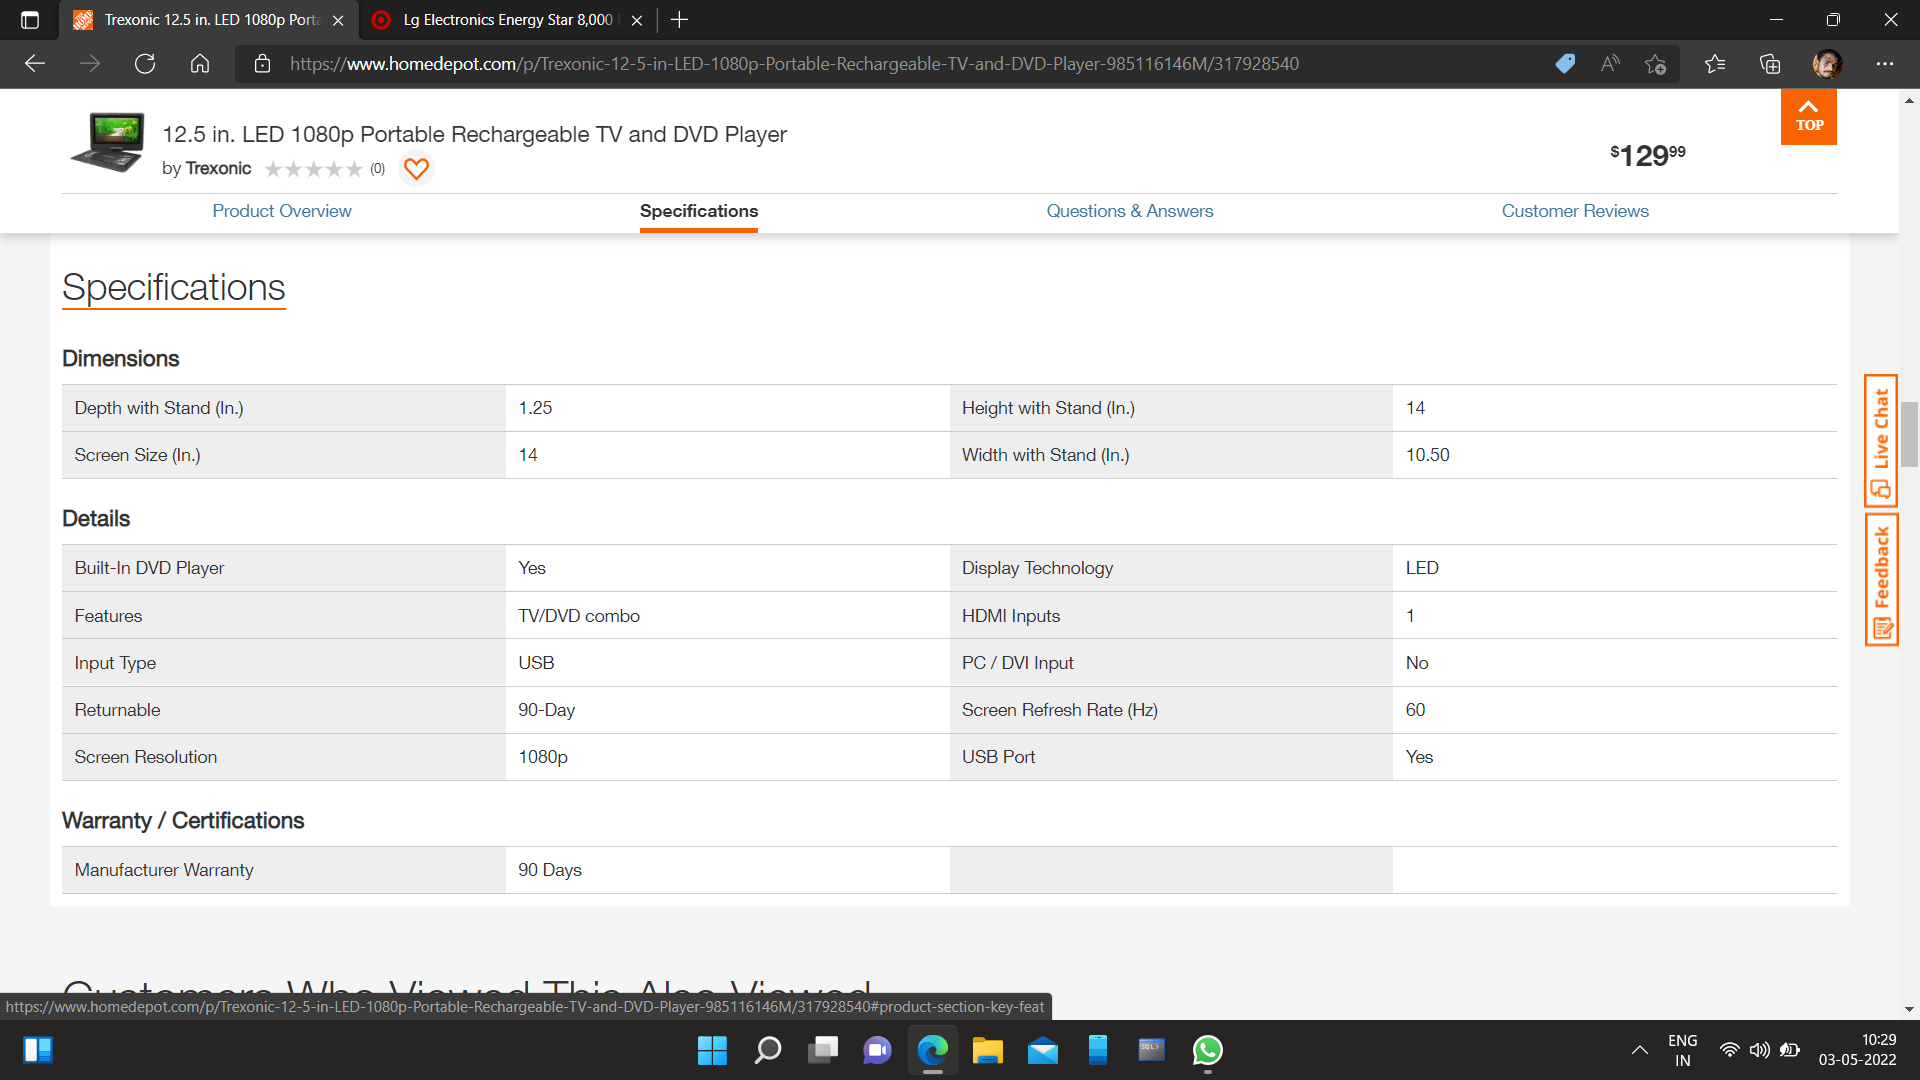 Trexonic 12.5 in. LED 1080p Porta
Lg Electronics Energy Star 8,000
https://www.homedepot.com/p/Trexonic-12-5-in-LED-1080p-Portable-Rechargeable-TV-and-DVD-Player-985116146M/317928540
12.5 in. LED 1080p Portable Rechargeable TV and DVD Player
by Trexonic (0)
$129.99
TOP
Product Overview
Specifications
Questions & Answers
Customer Reviews
Specifications
Dimensions
Depth with Stand (In.) 1.25 Height with Stand (In.) 14
Screen Size (In.) 14 Width with Stand (In.) 10.50
Details
Built-In DVD Player Yes Display Technology LED
Features TV/DVD combo HDMI Inputs 1
Input Type USB PC / DVI Input No
Returnable 90-Day Screen Refresh Rate (Hz) 60
Screen Resolution 1080p USB Port Yes
Warranty / Certifications
Manufacturer Warranty 90 Days
Live Chat
Feedback
Customers Who Viewed This Also Viewed
https://www.homedepot.com/p/Trexonic-12-5-in-LED-1080p-Portable-Rechargeable-TV-and-DVD-Player-985116146M/317928540#product-section-key-feat
SQL>
ENG
IN
10:29
03-05-2022